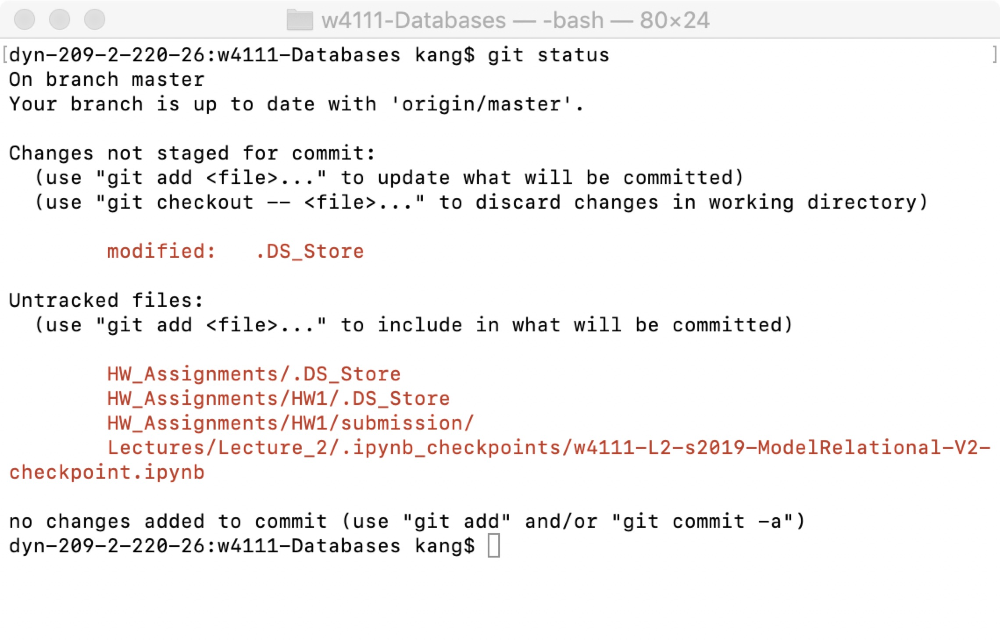 w4111-Databases — -bash — 80×24
[dyn-209-2-220-26:w4111-Databases kang$ git status ]
On branch master
Your branch is up to date with 'origin/master'.
Changes not staged for commit:
(use "git add <file>..." to update what will be committed)
(use "git checkout -- <file>..." to discard changes in working directory)
modified: .DS_Store
Untracked files:
(use "git add <file>..." to include in what will be committed)
HW_Assignments/.DS_Store
HW_Assignments/HW1/.DS_Store
HW_Assignments/HW1/submission/
Lectures/Lecture_2/.ipynb_checkpoints/w4111-L2-s2019-ModelRelational-V2-
checkpoint.ipynb
no changes added to commit (use "git add" and/or "git commit -a")
dyn-209-2-220-26:w4111-Databases kang$